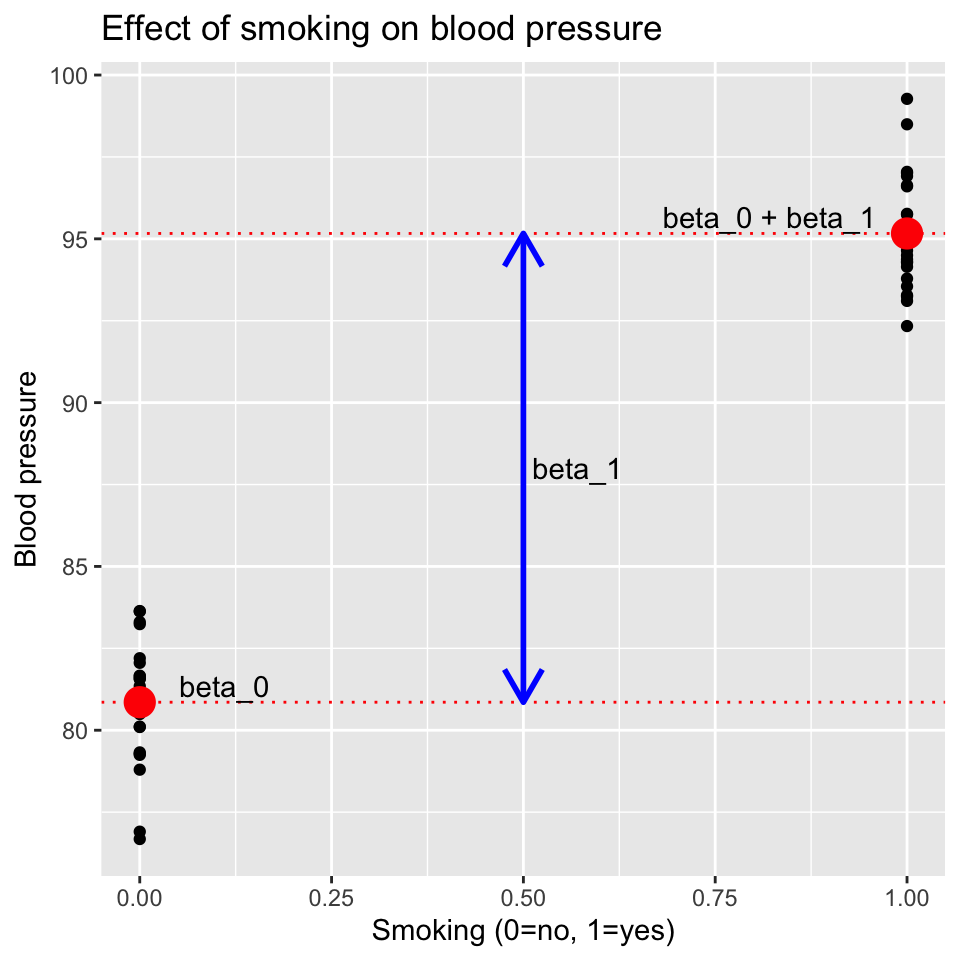 Effect of smoking on blood pressure
100
95
90
85
80
Blood pressure
beta_0 + beta_1
beta_1
beta_0
0.00 0.25 0.50 0.75 1.00
Smoking (0=no, 1=yes)